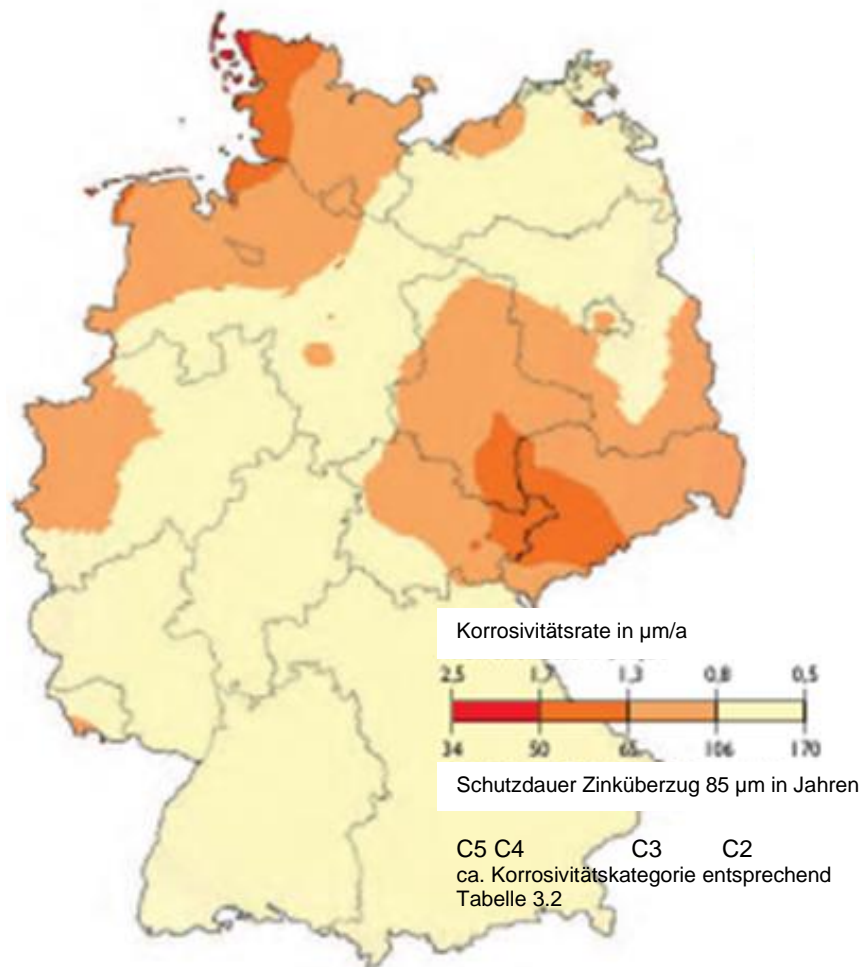 Korrosivitätsrate in µm/a
2,5 1,7 1,3 0,8 0,5
34 50 65 106 170
Schutzdauer Zinküberzug 85 µm in Jahren
C5 C4 C3 C2
ca. Korrosivitätskategorie entsprechend
Tabelle 3.2